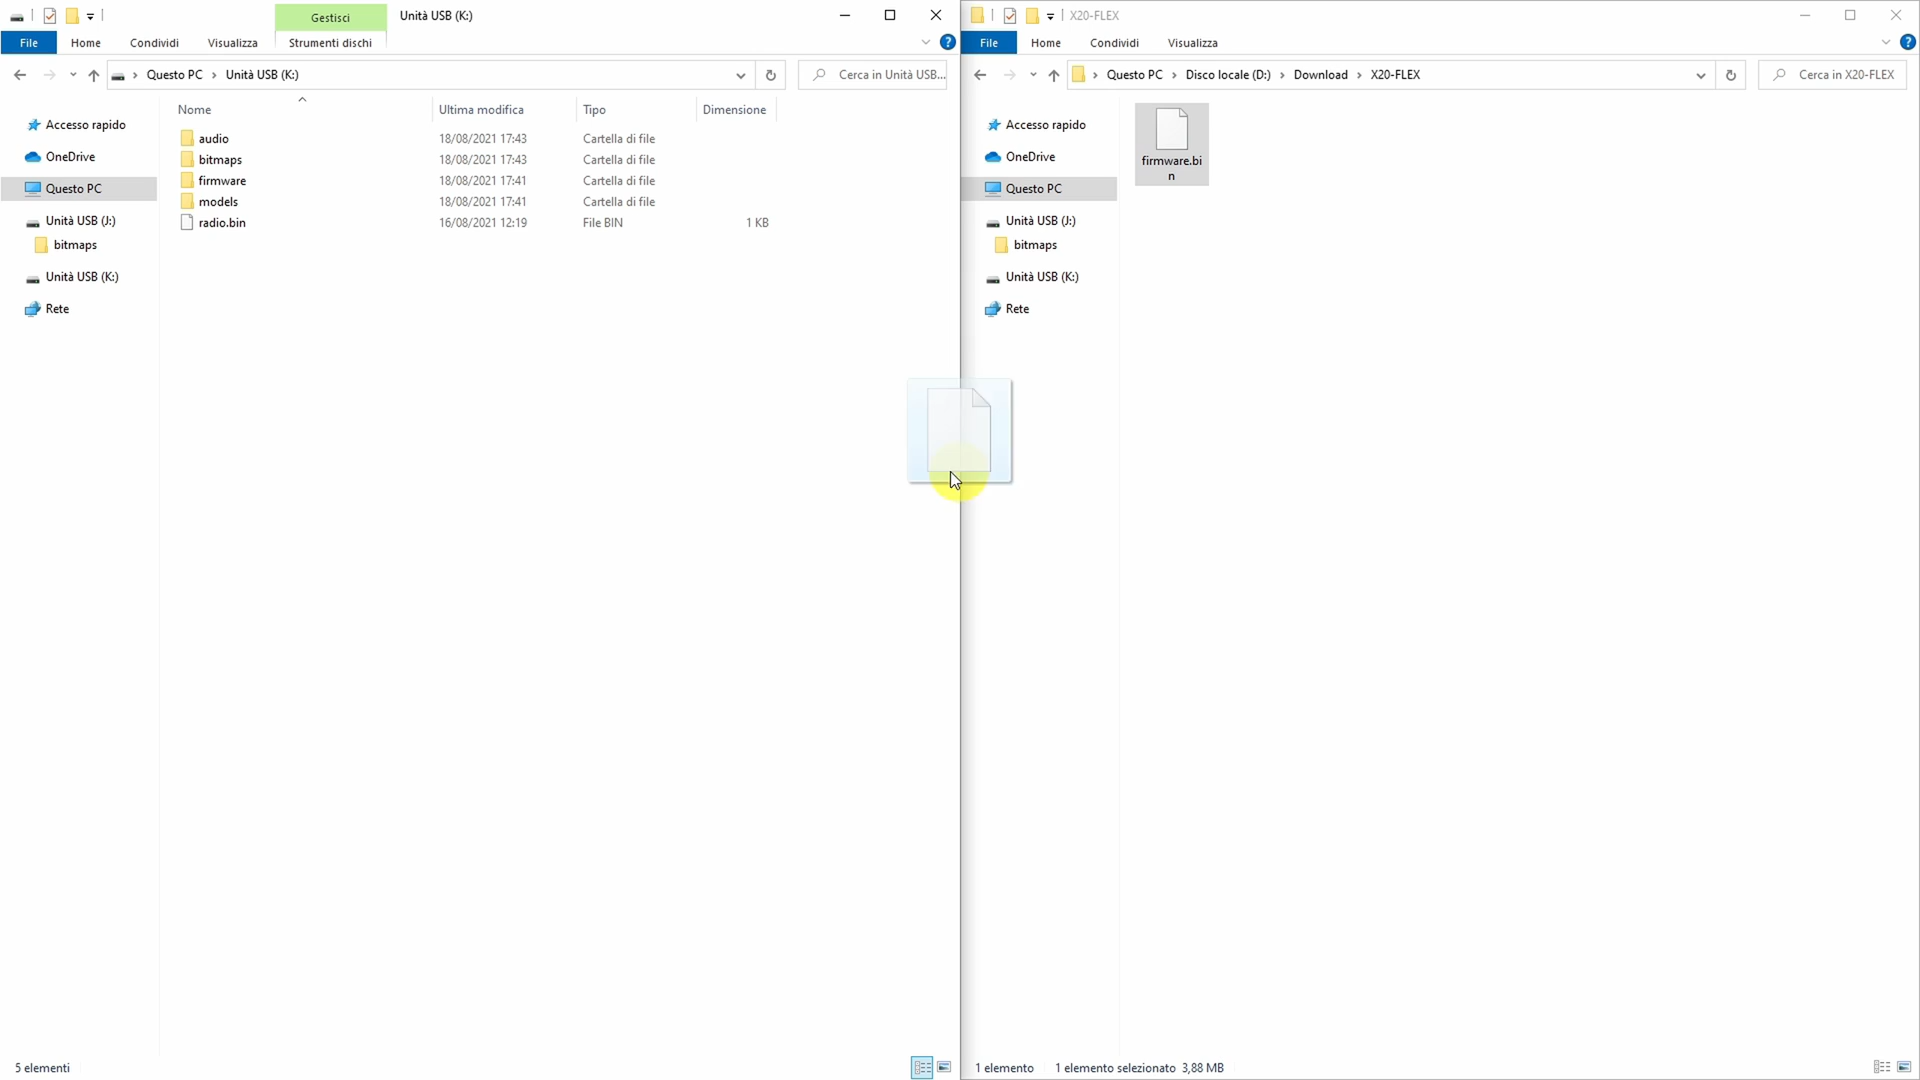 Gestisci
Unità USB (K:)
File
Home
Condividi
Visualizza
Strumenti dischi
Questo PC
Unità USB (K:)
Cerca in Unità USB...
Nome
Ultima modifica
Tipo
Dimensione
Accesso rapido
OneDrive
Questo PC
Unità USB (J:)
bitmaps
Unità USB (K:)
Rete
audio 18/08/2021 17:43 Cartella di file
bitmaps 18/08/2021 17:43 Cartella di file
firmware 18/08/2021 17:41 Cartella di file
models 18/08/2021 17:41 Cartella di file
radio.bin 16/08/2021 12:19 File BIN 1 KB
5 elementi
X20-FLEX
File
Home
Condividi
Visualizza
Questo PC
Disco locale (D:)
Download
X20-FLEX
Cerca in X20-FLEX
Accesso rapido
OneDrive
Questo PC
Unità USB (J:)
bitmaps
Unità USB (K:)
Rete
firmware.bi
n
1 elemento
1 elemento selezionato 3,88 MB